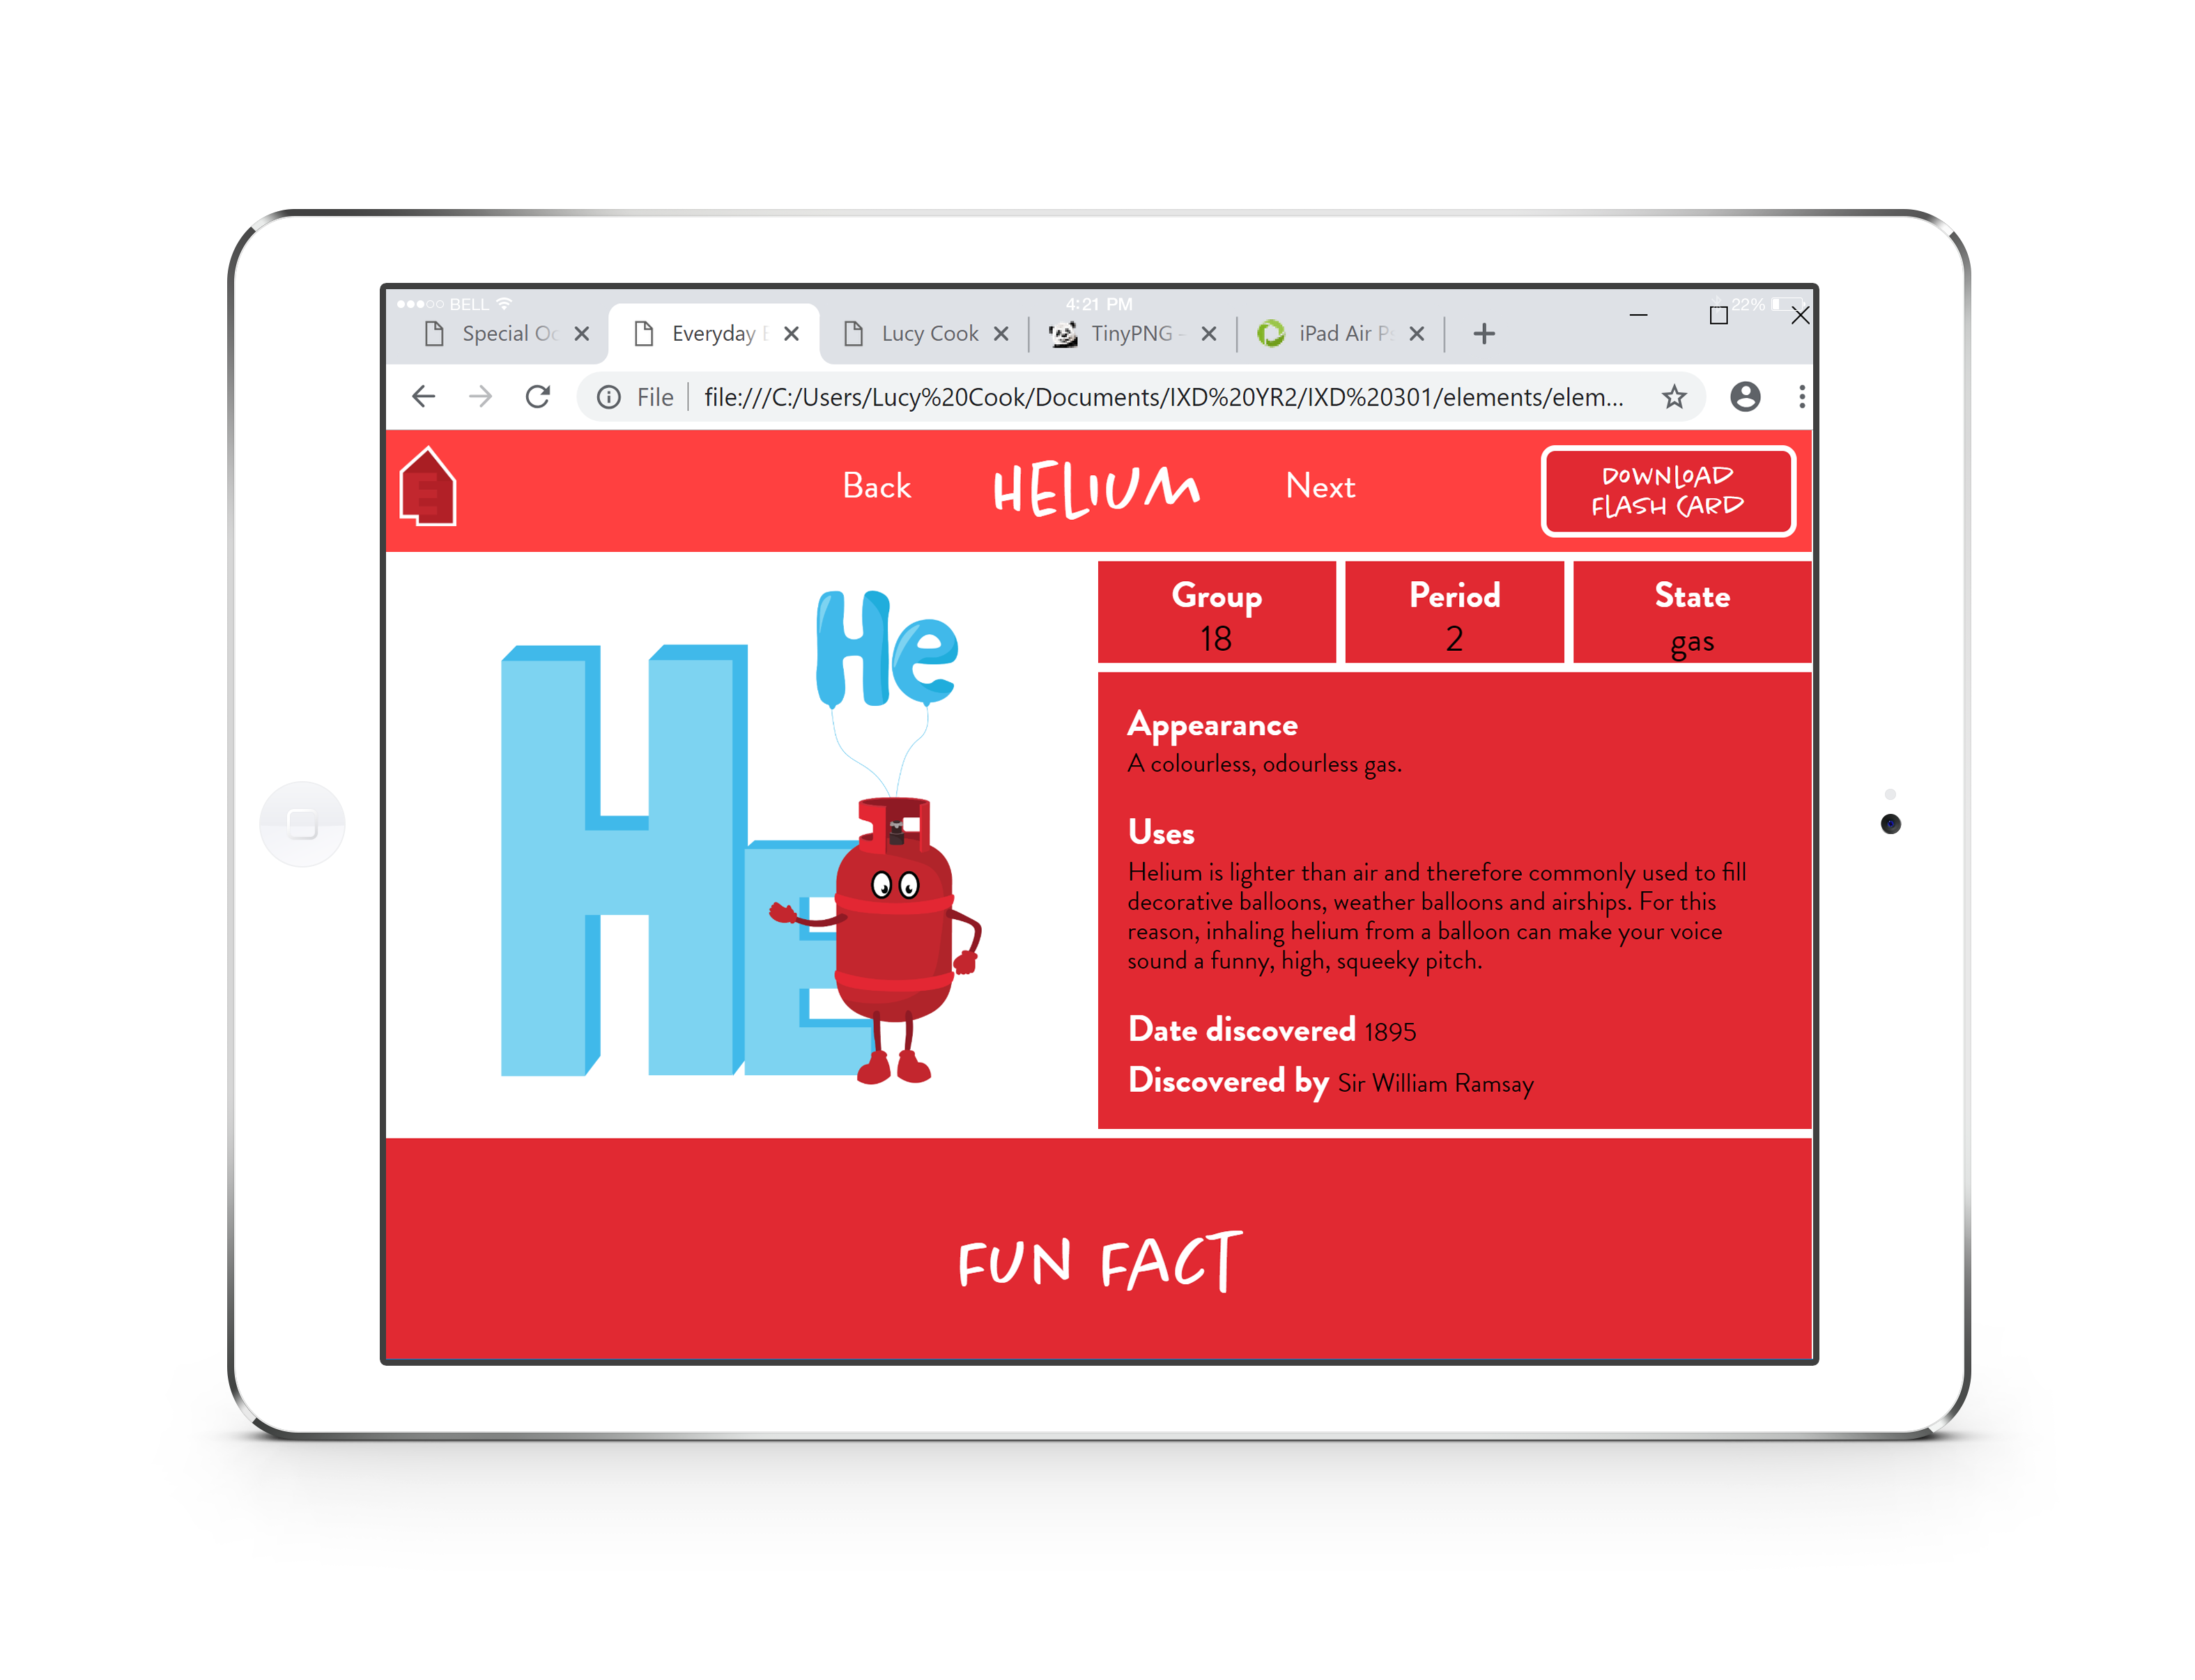 BELL
4:21 PM
22%
Special Oc
Everyday E
Lucy Cook
TinyPNG -
iPad Air Ps
File
file:///C:/Users/Lucy%20Cook/Documents/IXD%20YR2/IXD%20301/elements/elem...
E
Back
HELIUM
Next
DOWNLOAD
FLASH CARD
He
HE
Group
18
Period
2
State
gas
Appearance
A colourless, odourless gas.
Uses
Helium is lighter than air and therefore commonly used to fill
decorative balloons, weather balloons and airships. For this
reason, inhaling helium from a balloon can make your voice
sound a funny, high, squeeky pitch.
Date discovered 1895
Discovered by Sir William Ramsay
FUN FACT